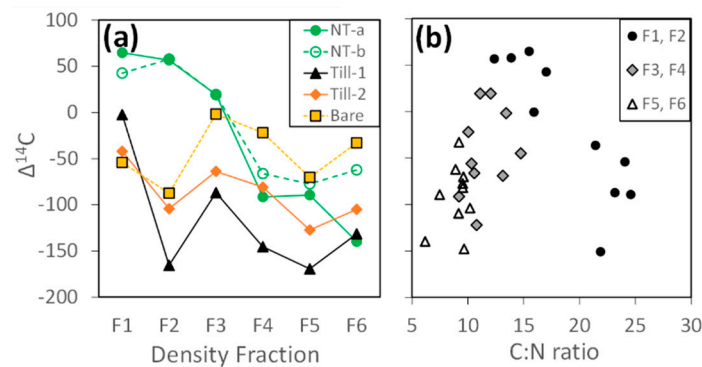 (a)
NT-a
NT-b
Till-1
Till-2
Bare
100
50
0
-50
-100
-150
-200
Δ¹⁴C
F1 F2 F3 F4 F5 F6
Density Fraction
(b)
F1, F2
F3, F4
F5, F6
5 10 15 20 25 30
C:N ratio